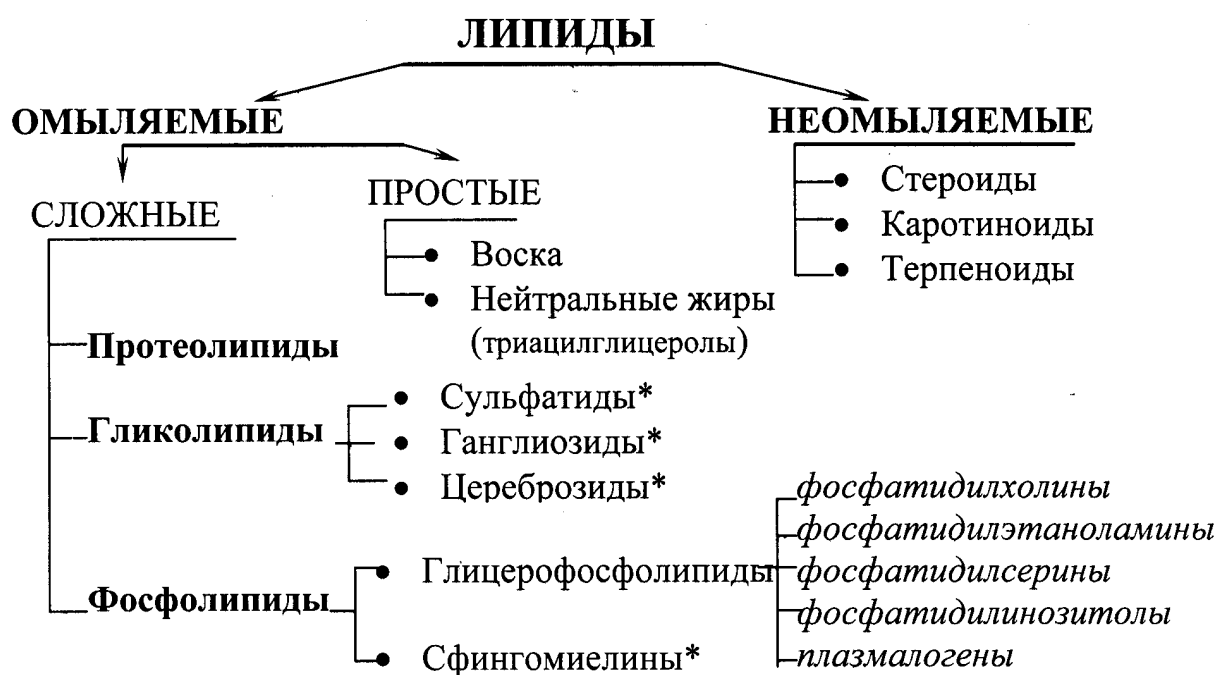 ЛИПИДЫ
ОМЫЛЯЕМЫЕ
НЕОМЫЛЯЕМЫЕ
СЛОЖНЫЕ
ПРОСТЫЕ
• Стероиды
• Каротиноиды
• Терпеноиды
• Воска
• Нейтральные жиры
(триацилглицеролы)
Протеолипиды
Гликолипиды
• Сульфатиды*
• Ганглиозиды*
• Цереброзиды*
Фосфолипиды
• Глицерофосфолипиды
• Сфингомиелины*
фосфатидилхолины
фосфатидилэтаноламины
фосфатидилсерины
фосфатидилинозитолы
плазмалогены